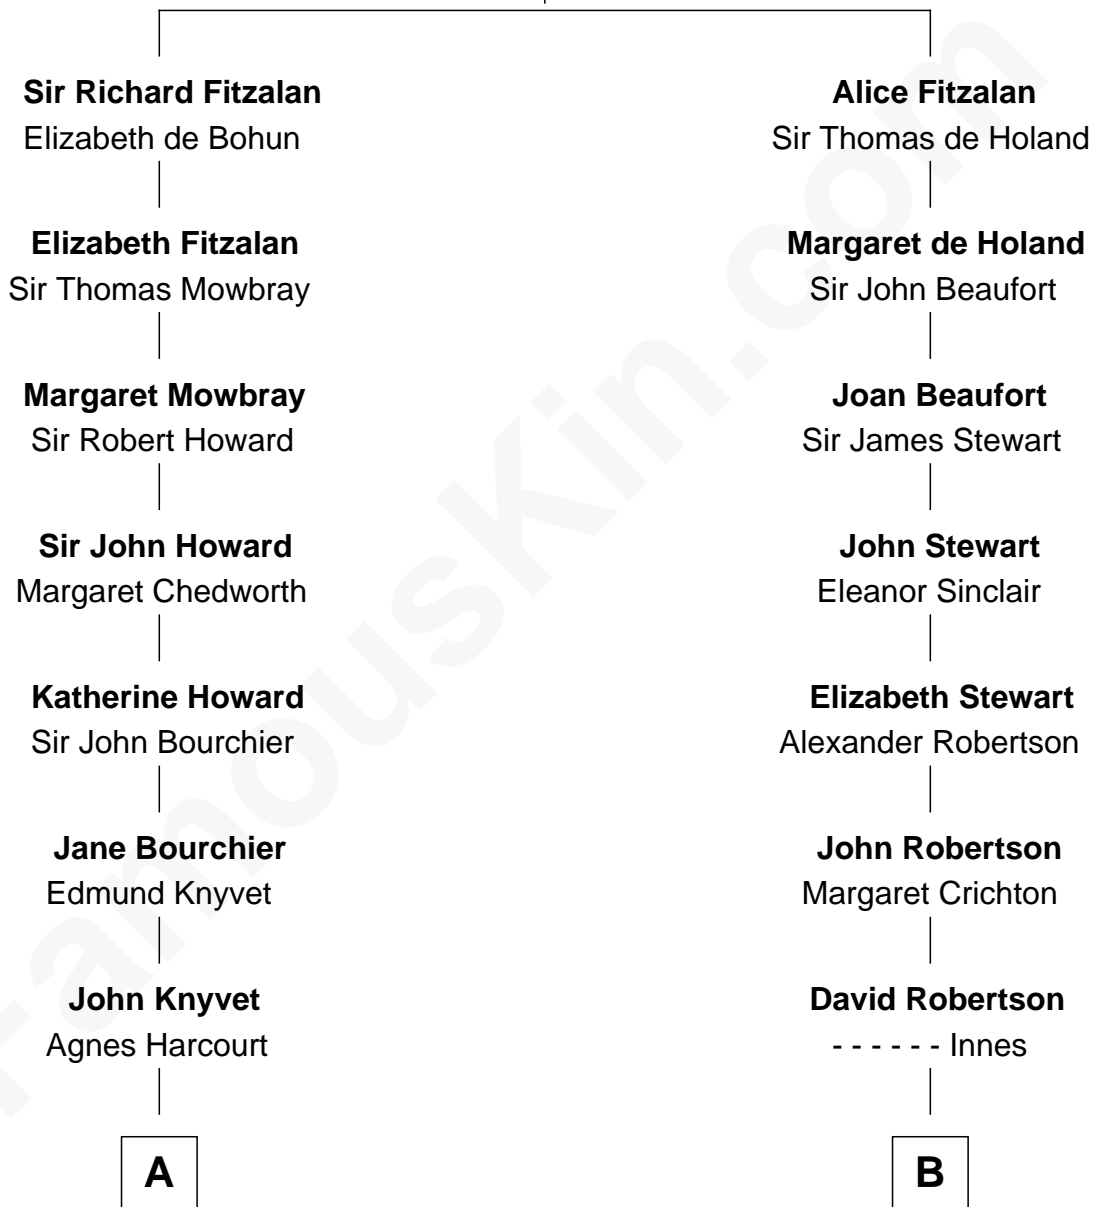 Sir Richard Fitzalan
Elizabeth de Bohun
Elizabeth Fitzalan
Sir Thomas Mowbray
Margaret Mowbray
Sir Robert Howard
Sir John Howard
Margaret Chedworth
Katherine Howard
Sir John Bourchier
Jane Bourchier
Edmund Knyvet
John Knyvet
Agnes Harcourt
A
Alice Fitzalan
Sir Thomas de Holand
Margaret de Holand
Sir John Beaufort
Joan Beaufort
Sir James Stewart
John Stewart
Eleanor Sinclair
Elizabeth Stewart
Alexander Robertson
John Robertson
Margaret Crichton
David Robertson
- - - - - - Innes
B
FamousKin.com